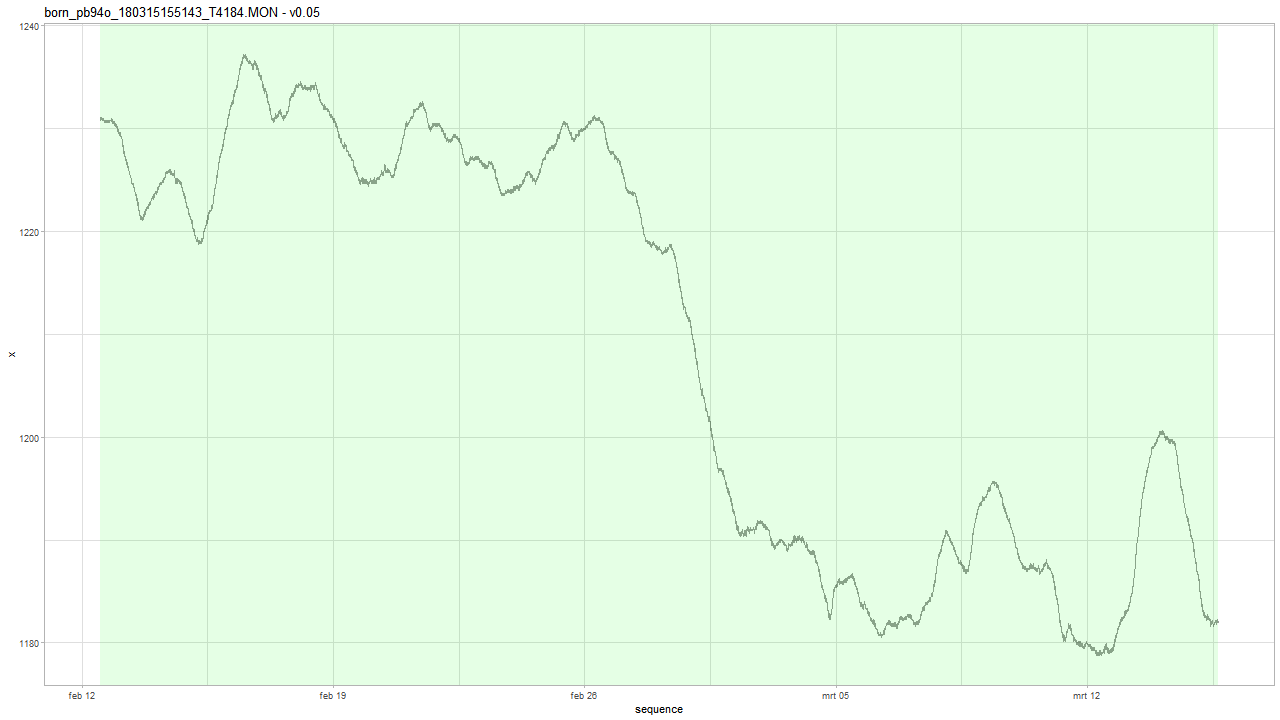 born_pb94o_180315155143_T4184.MON - v0.05
1240
1220
1200
1180
x
feb 12
feb 19
feb 26
mrt 05
mrt 12
sequence